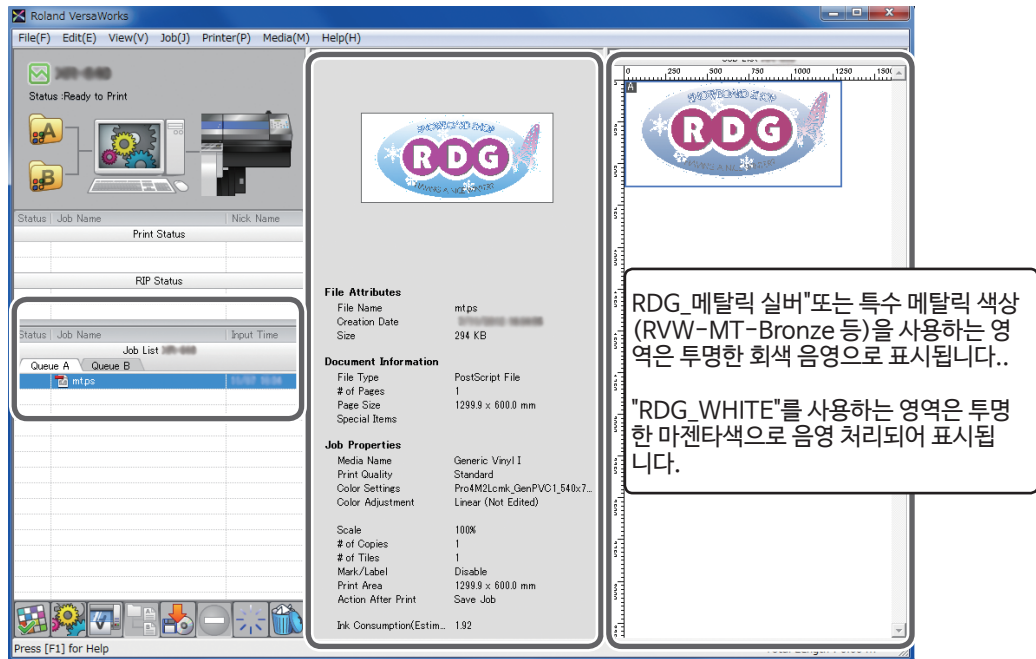 Roland VersaWorks
File(F) Edit(E) View(V) Job(J) Printer(P) Media(M) Help(H)
Status :Ready to Print
A
B
Status Job Name Nick Name
Print Status
RIP Status
Status Job Name Input Time
Job List
Queue A Queue B
mtps
SNOWBOARD SHOP
RDG
HAVING A NICE
File Attributes
File Name mtps
Creation Date
Size 294 KB
Document Information
File Type PostScript File
# of Pages 1
Page Size 1299.9 x 600.0 mm
Special Items
Job Properties
Media Name Generic Vinyl I
Print Quality Standard
Color Settings Pro4M2Lcmk_GenPVC1_540x7...
Color Adjustment Linear (Not Edited)
Scale 100%
# of Copies 1
# of Tiles 1
Mark/Label Disable
Print Area 1299.9 x 600.0 mm
Action After Print Save Job
Ink Consumption(Estim... 1.92
0 250 500 750 1000 1250
A
RDG
RDG_메탈릭 실버"또는 특수 메탈릭 색상
(RVW-MT-Bronze 등)을 사용하는 영
역은 투명한 회색 음영으로 표시됩니다..
"RDG_WHITE"를 사용하는 영역은 투명
한 마젠타색으로 음영 처리되어 표시됩
니다.
Press [F1] for Help